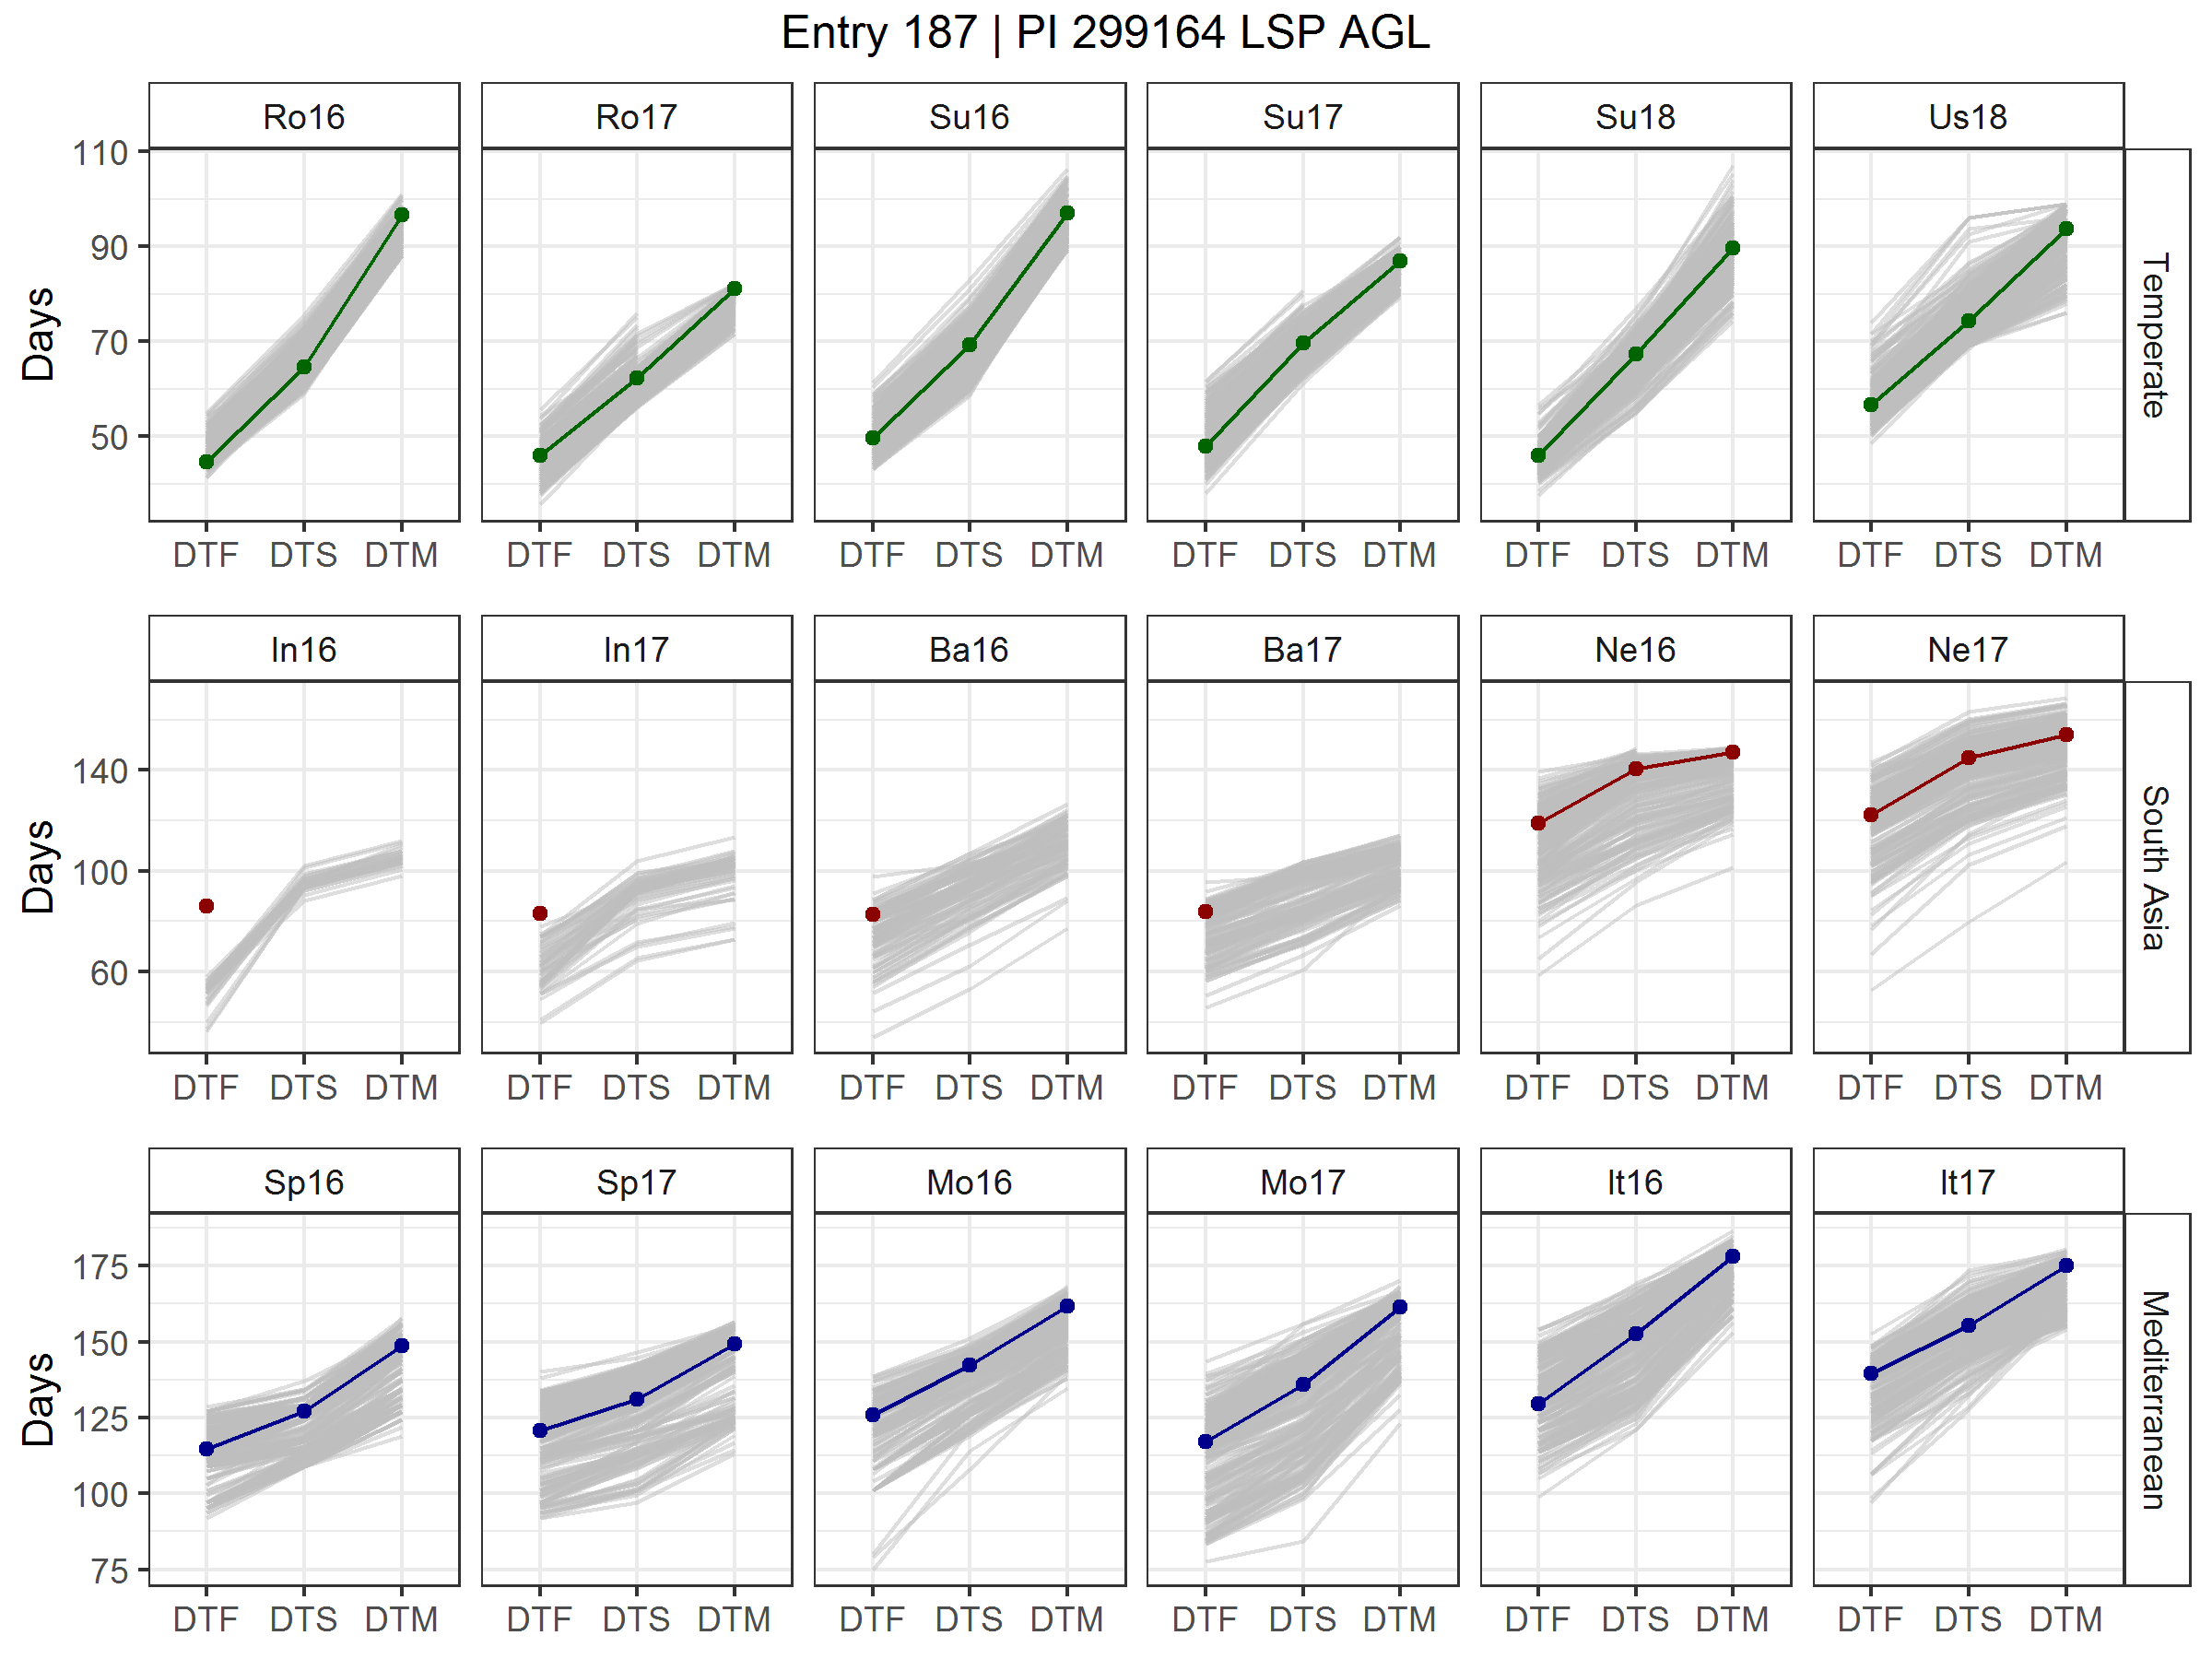 Entry 187 | PI 299164 LSP AGL
Ro16 Ro17 Su16 Su17 Su18 Us18
110
90
70
50
Days
Temperate
DTF DTS DTM DTF DTS DTM DTF DTS DTM DTF DTS DTM DTF DTS DTM DTF DTS DTM
In16 In17 Ba16 Ba17 Ne16 Ne17
140
100
60
Days
South Asia
DTF DTS DTM DTF DTS DTM DTF DTS DTM DTF DTS DTM DTF DTS DTM DTF DTS DTM
Sp16 Sp17 Mo16 Mo17 It16 It17
175
150
125
100
75
Days
Mediterranean
DTF DTS DTM DTF DTS DTM DTF DTS DTM DTF DTS DTM DTF DTS DTM DTF DTS DTM